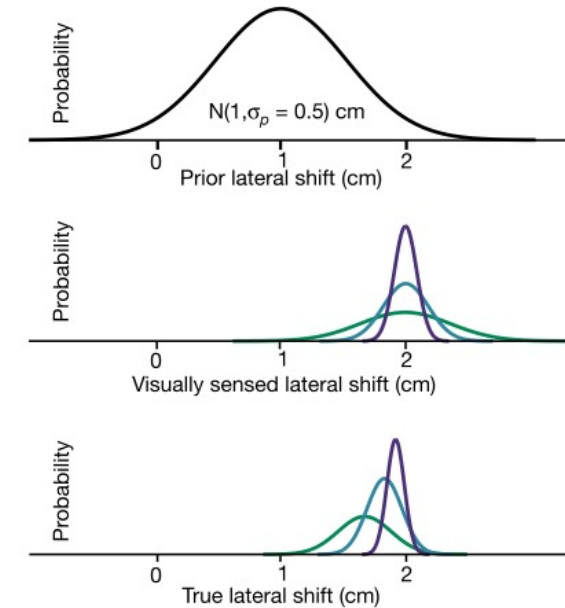 Probability
N(1,σp = 0.5) cm
0 1 2
Prior lateral shift (cm)
Probability
0 1 2
Visually sensed lateral shift (cm)
Probability
0 1 2
True lateral shift (cm)